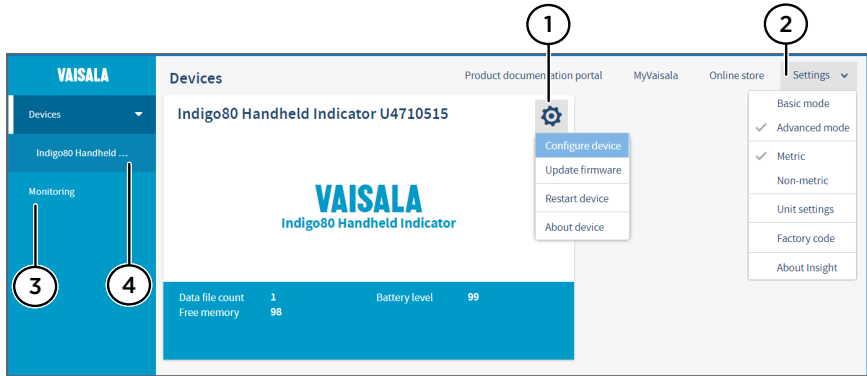 1
2
VAISALA
Devices
Product documentation portal
MyVaisala
Online store
Settings
Devices
Indigo80 Handheld ...
Monitoring
3
4
Indigo80 Handheld Indicator U4710515
Configure device
Update firmware
Restart device
About device
VAISALA
Indigo80 Handheld Indicator
Data file count 1
Battery level 99
Free memory 98
Basic mode
Advanced mode
Metric
Non-metric
Unit settings
Factory code
About Insight